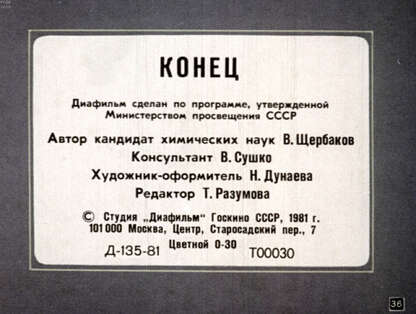 КОНЕЦ
Диафильм сделан по программе, утвержденной
Министерством просвещения СССР
Автор кандидат химических наук В. Щербаков
Консультант В. Сушко
Художник-оформитель Н. Дунаева
Редактор Т. Разумова
© Студия „Диафильм" Госкино СССР, 1981 г.
101000 Москва, Центр, Старосадский пер., 7
Цветной 0-30
Д-135-81 Т00030
36